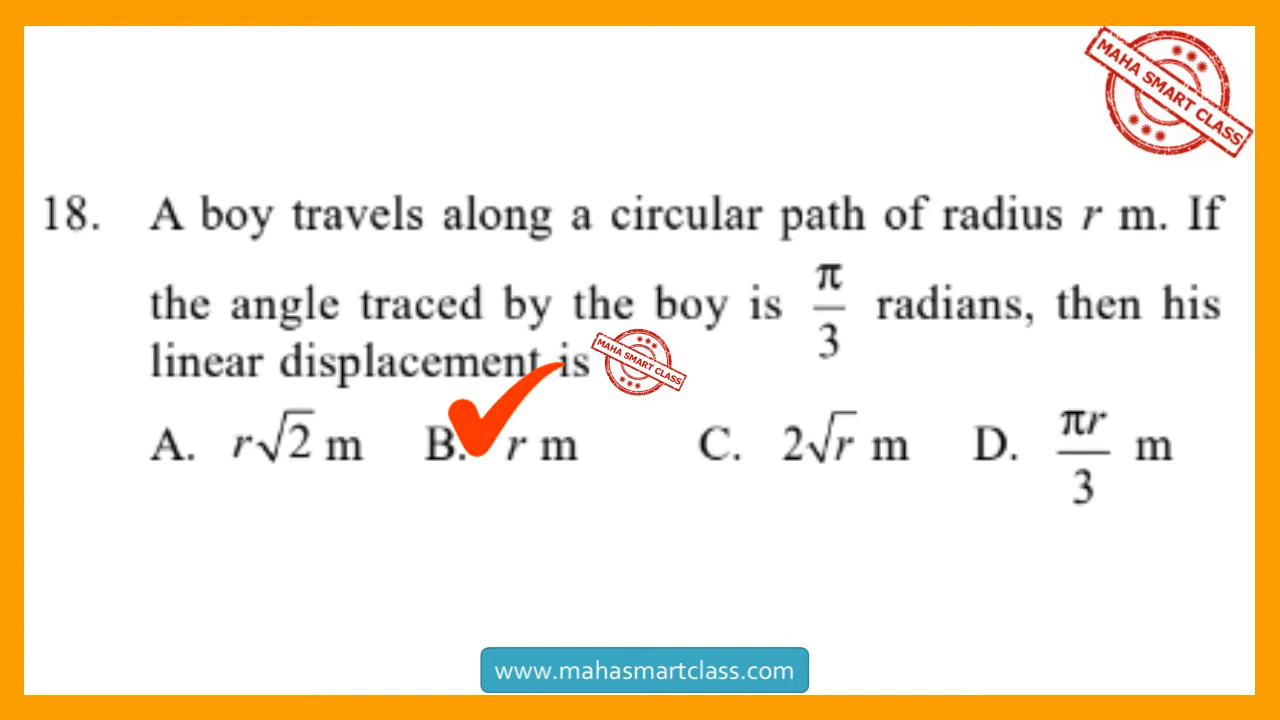 MAHA SMART CLASS
18. A boy travels along a circular path of radius r m. If
the angle traced by the boy is π/3 radians, then his
linear displacement is
MAHA SMART CLASS
A. r√2 m B. r m C. 2√r m D. πr/3 m
www.mahasmartclass.com